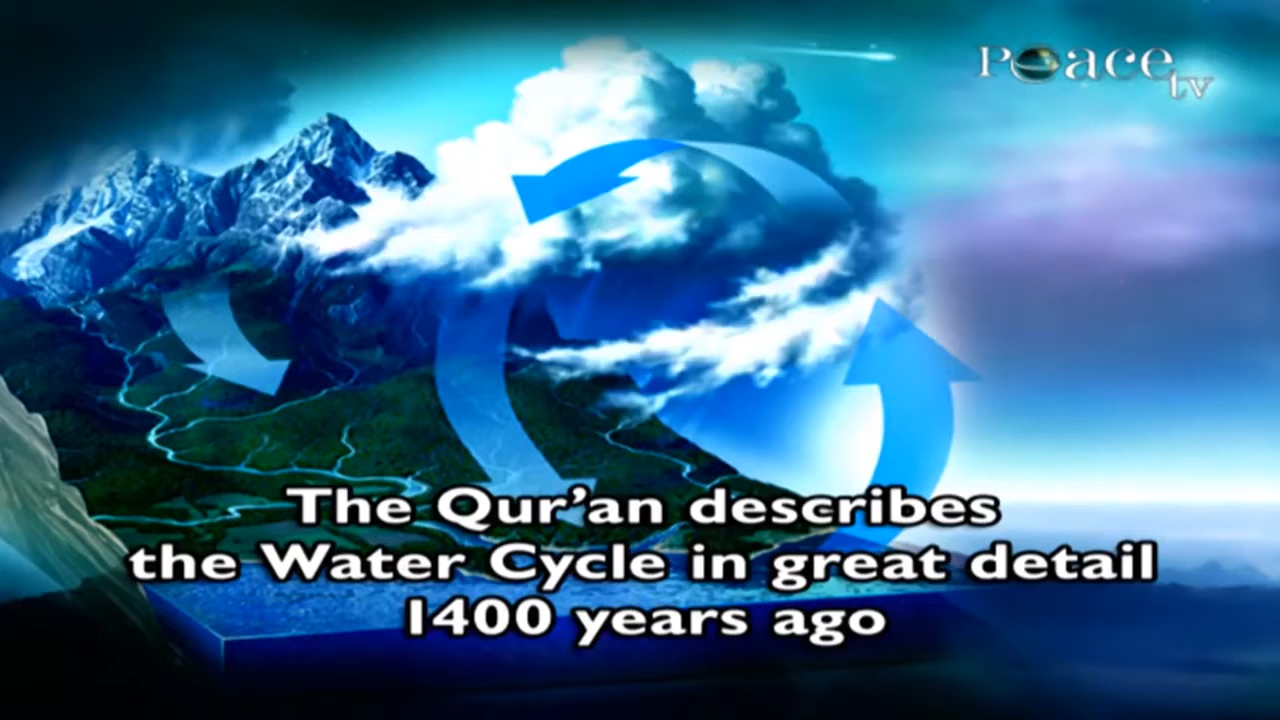 Peace
tv
The Qur'an describes
the Water Cycle in great detail
1400 years ago